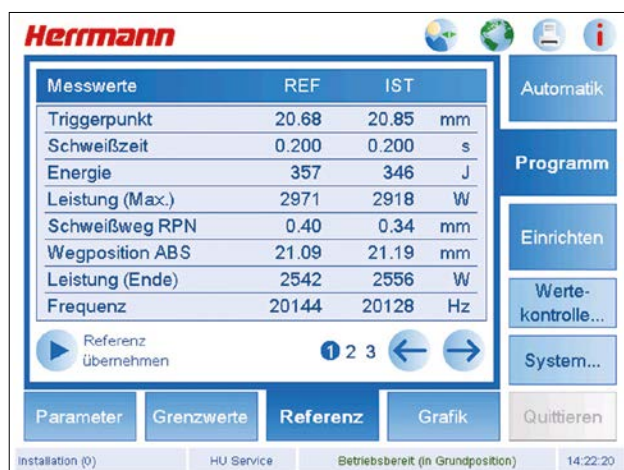 Herrmann
Messwerte REF IST
Triggerpunkt 20.68 20.85 mm
Schweißzeit 0.200 0.200 s
Energie 357 346 J
Leistung (Max.) 2971 2918 W
Schweißweg RPN 0.40 0.34 mm
Wegposition ABS 21.09 21.19 mm
Leistung (Ende) 2542 2556 W
Frequenz 20144 20128 Hz
Referenz
übernehmen
1 2 3
Automatik
Programm
Einrichten
Werte-
kontrolle...
System...
Parameter Grenzwerte Referenz Grafik Quittieren
Installation (0) HU Service Betriebsbereit (in Grundposition) 14:22:20